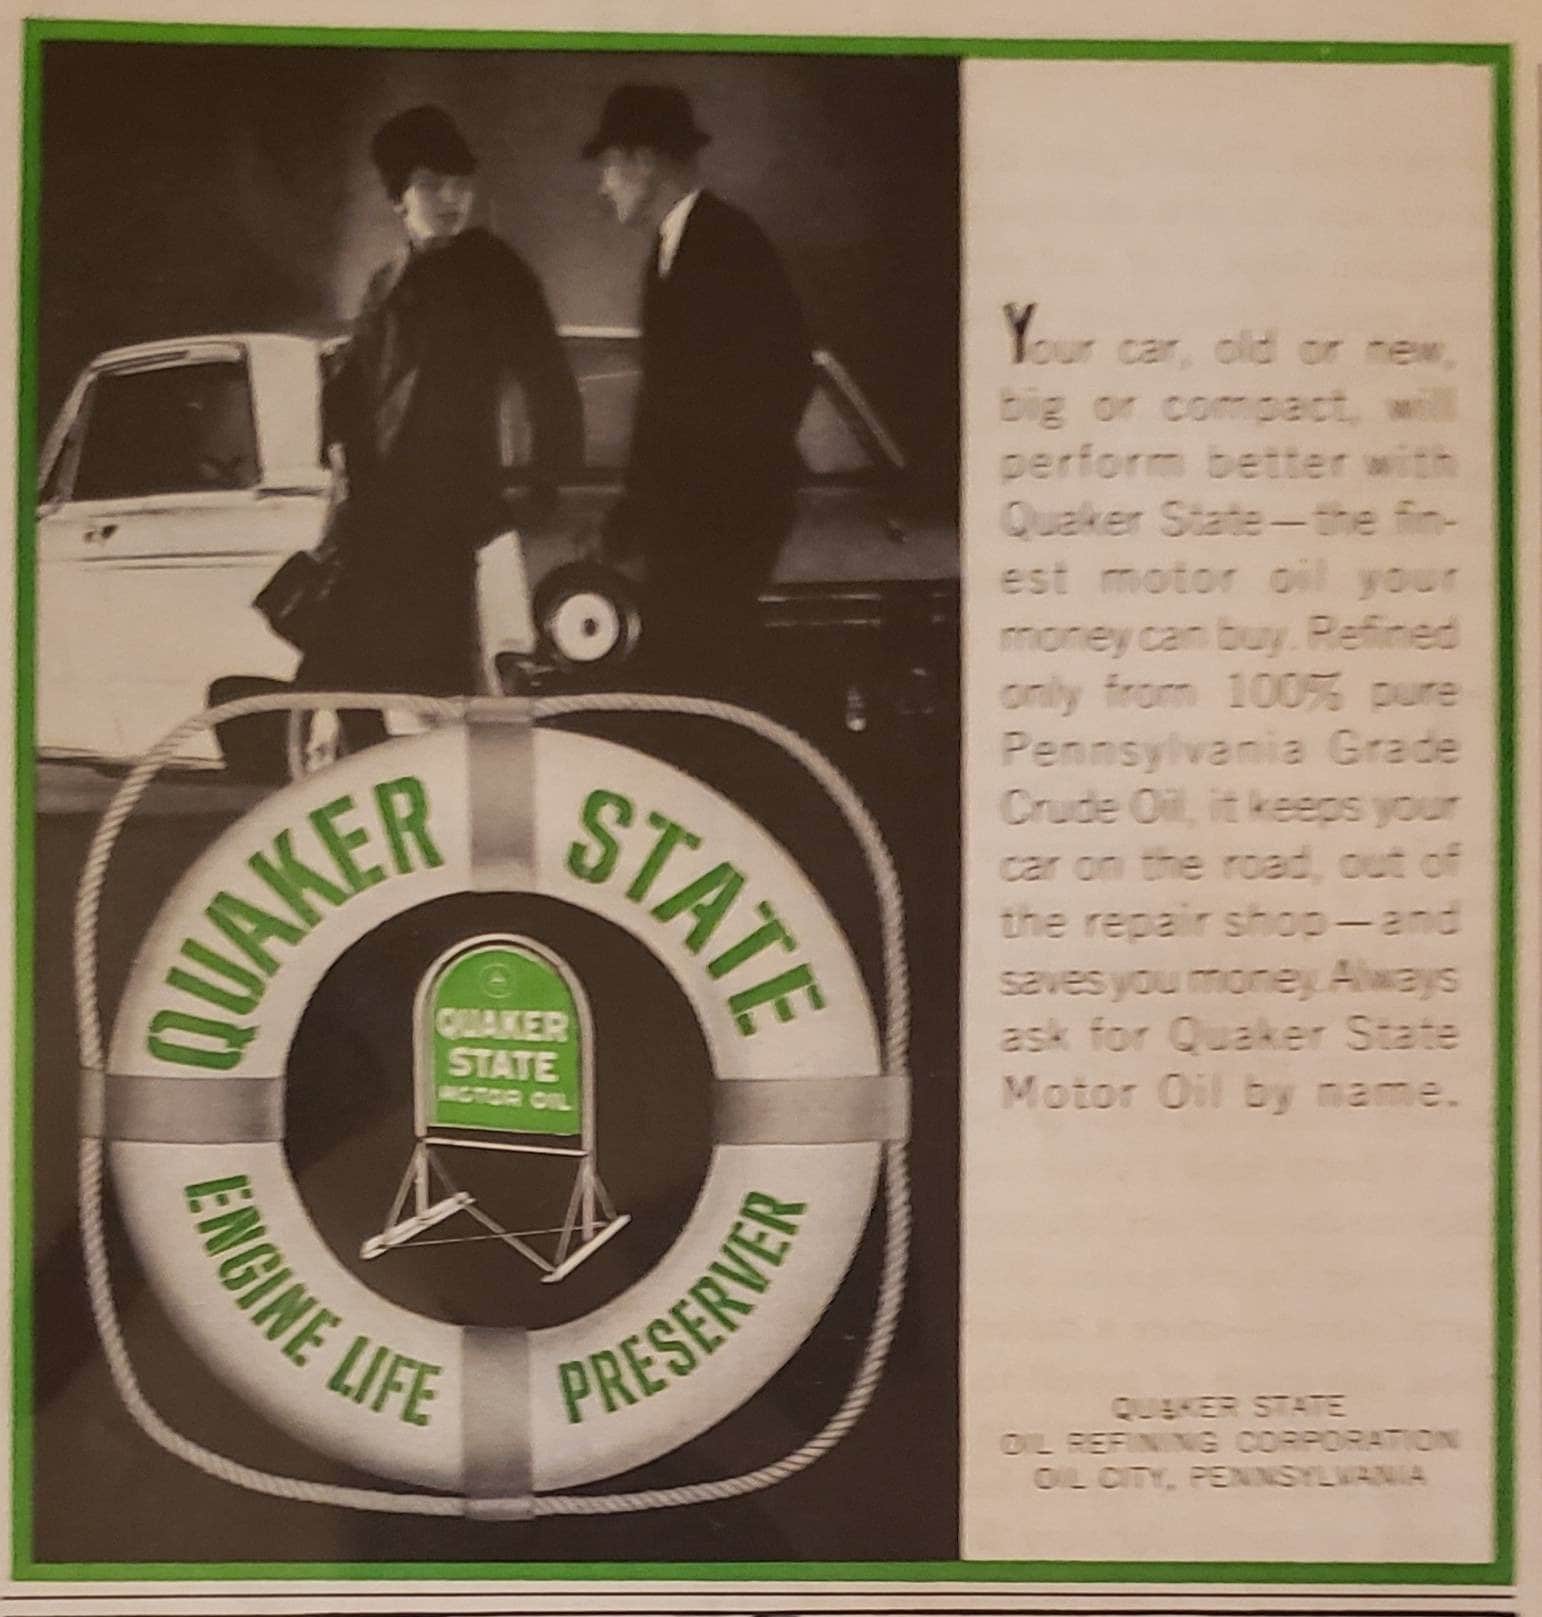 QUAKER STATE
ENGINE LIFE PRESERVER
QUAKER
STATE
MOTOR OIL
Your car, old or new,
big or compact, will
perform better with
Quaker State—the fin-
est motor oil your
money can buy. Refined
only from 100% pure
Pennsylvania Grade
Crude Oil, it keeps your
car on the road, out of
the repair shop—and
saves you money. Always
ask for Quaker State
Motor Oil by name.
QUAKER STATE
OIL REFINING CORPORATION
OIL CITY, PENNSYLVANIA